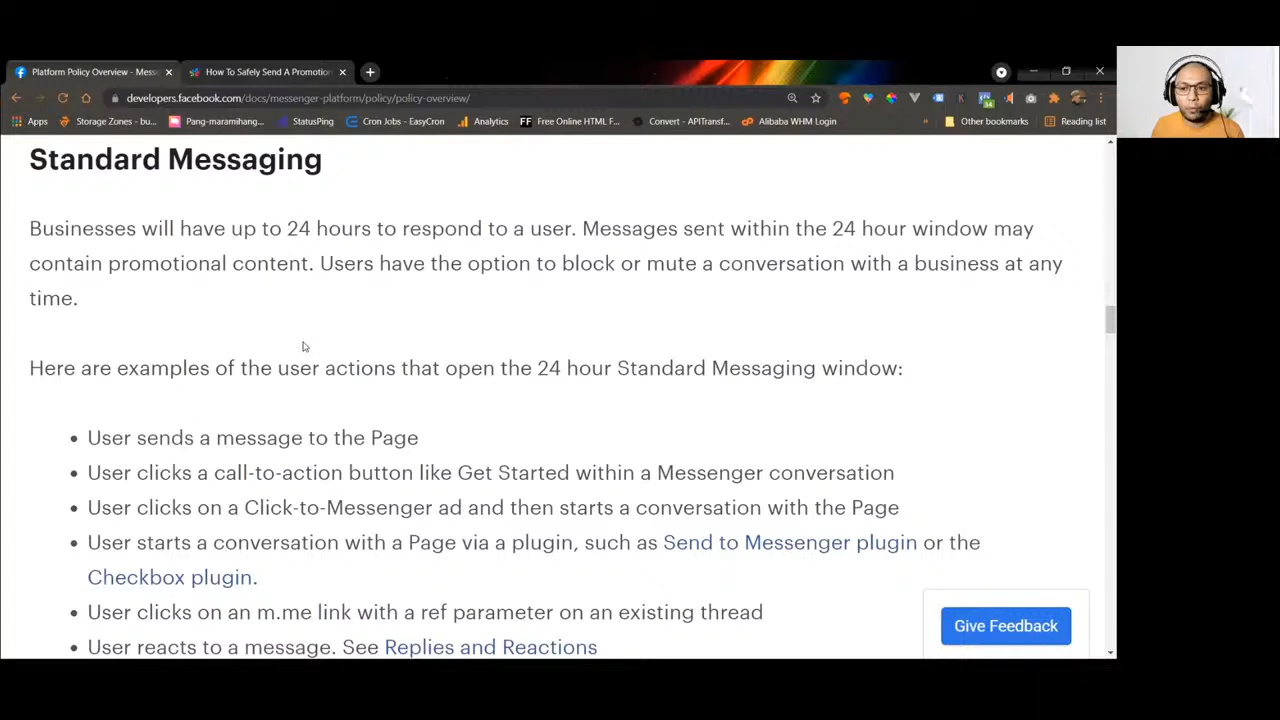 Platform Policy Overview - Mess
How To Safely Send A Promotion
developers.facebook.com/docs/messenger-platform/policy/policy-overview/
Apps
Storage Zones - bu...
Pang-maramihang...
StatusPing
Cron Jobs - EasyCron
Analytics
FF Free Online HTML F...
Convert - APITransf...
Alibaba WHM Login
»
Other bookmarks
Reading list
Standard Messaging
Businesses will have up to 24 hours to respond to a user. Messages sent within the 24 hour window may
contain promotional content. Users have the option to block or mute a conversation with a business at any
time.
Here are examples of the user actions that open the 24 hour Standard Messaging window:
• User sends a message to the Page
• User clicks a call-to-action button like Get Started within a Messenger conversation
• User clicks on a Click-to-Messenger ad and then starts a conversation with the Page
• User starts a conversation with a Page via a plugin, such as Send to Messenger plugin or the
Checkbox plugin.
• User clicks on an m.me link with a ref parameter on an existing thread
• User reacts to a message. See Replies and Reactions
Give Feedback